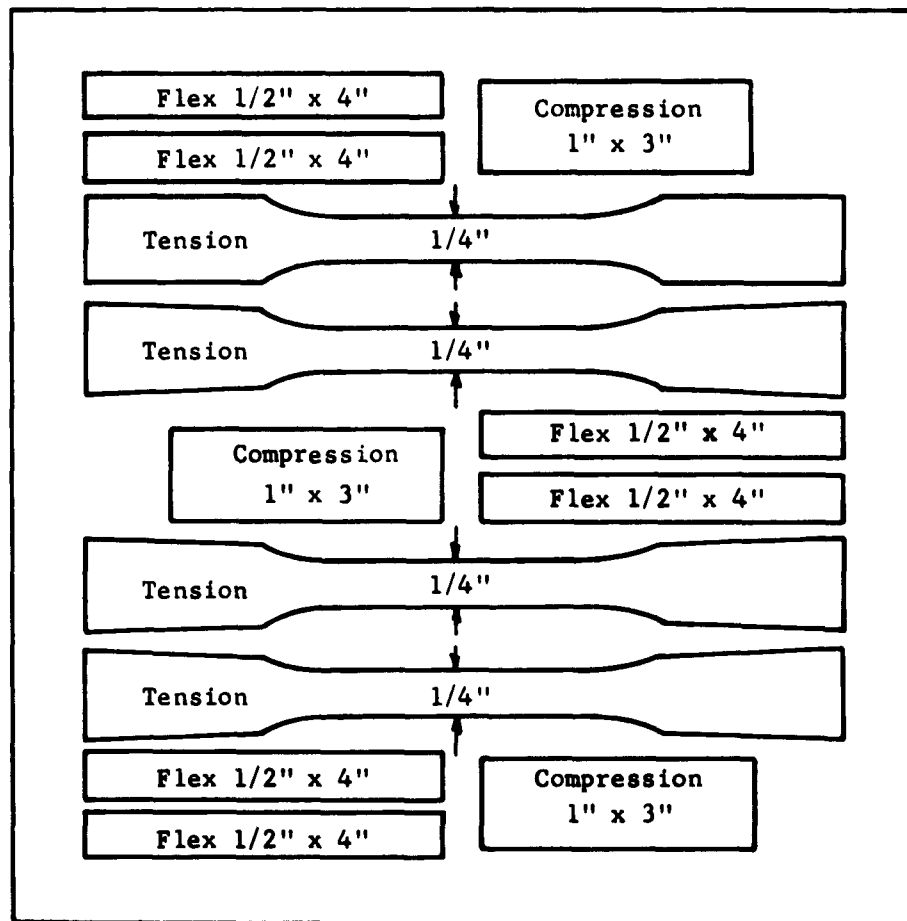 Flex 1/2" x 4"
Compression
1" x 3"
Flex 1/2" x 4"
Tension
1/4"
Tension
1/4"
Flex 1/2" x 4"
Compression
1" x 3"
Flex 1/2" x 4"
Tension
1/4"
Tension
1/4"
Flex 1/2" x 4"
Compression
1" x 3"
Flex 1/2" x 4"